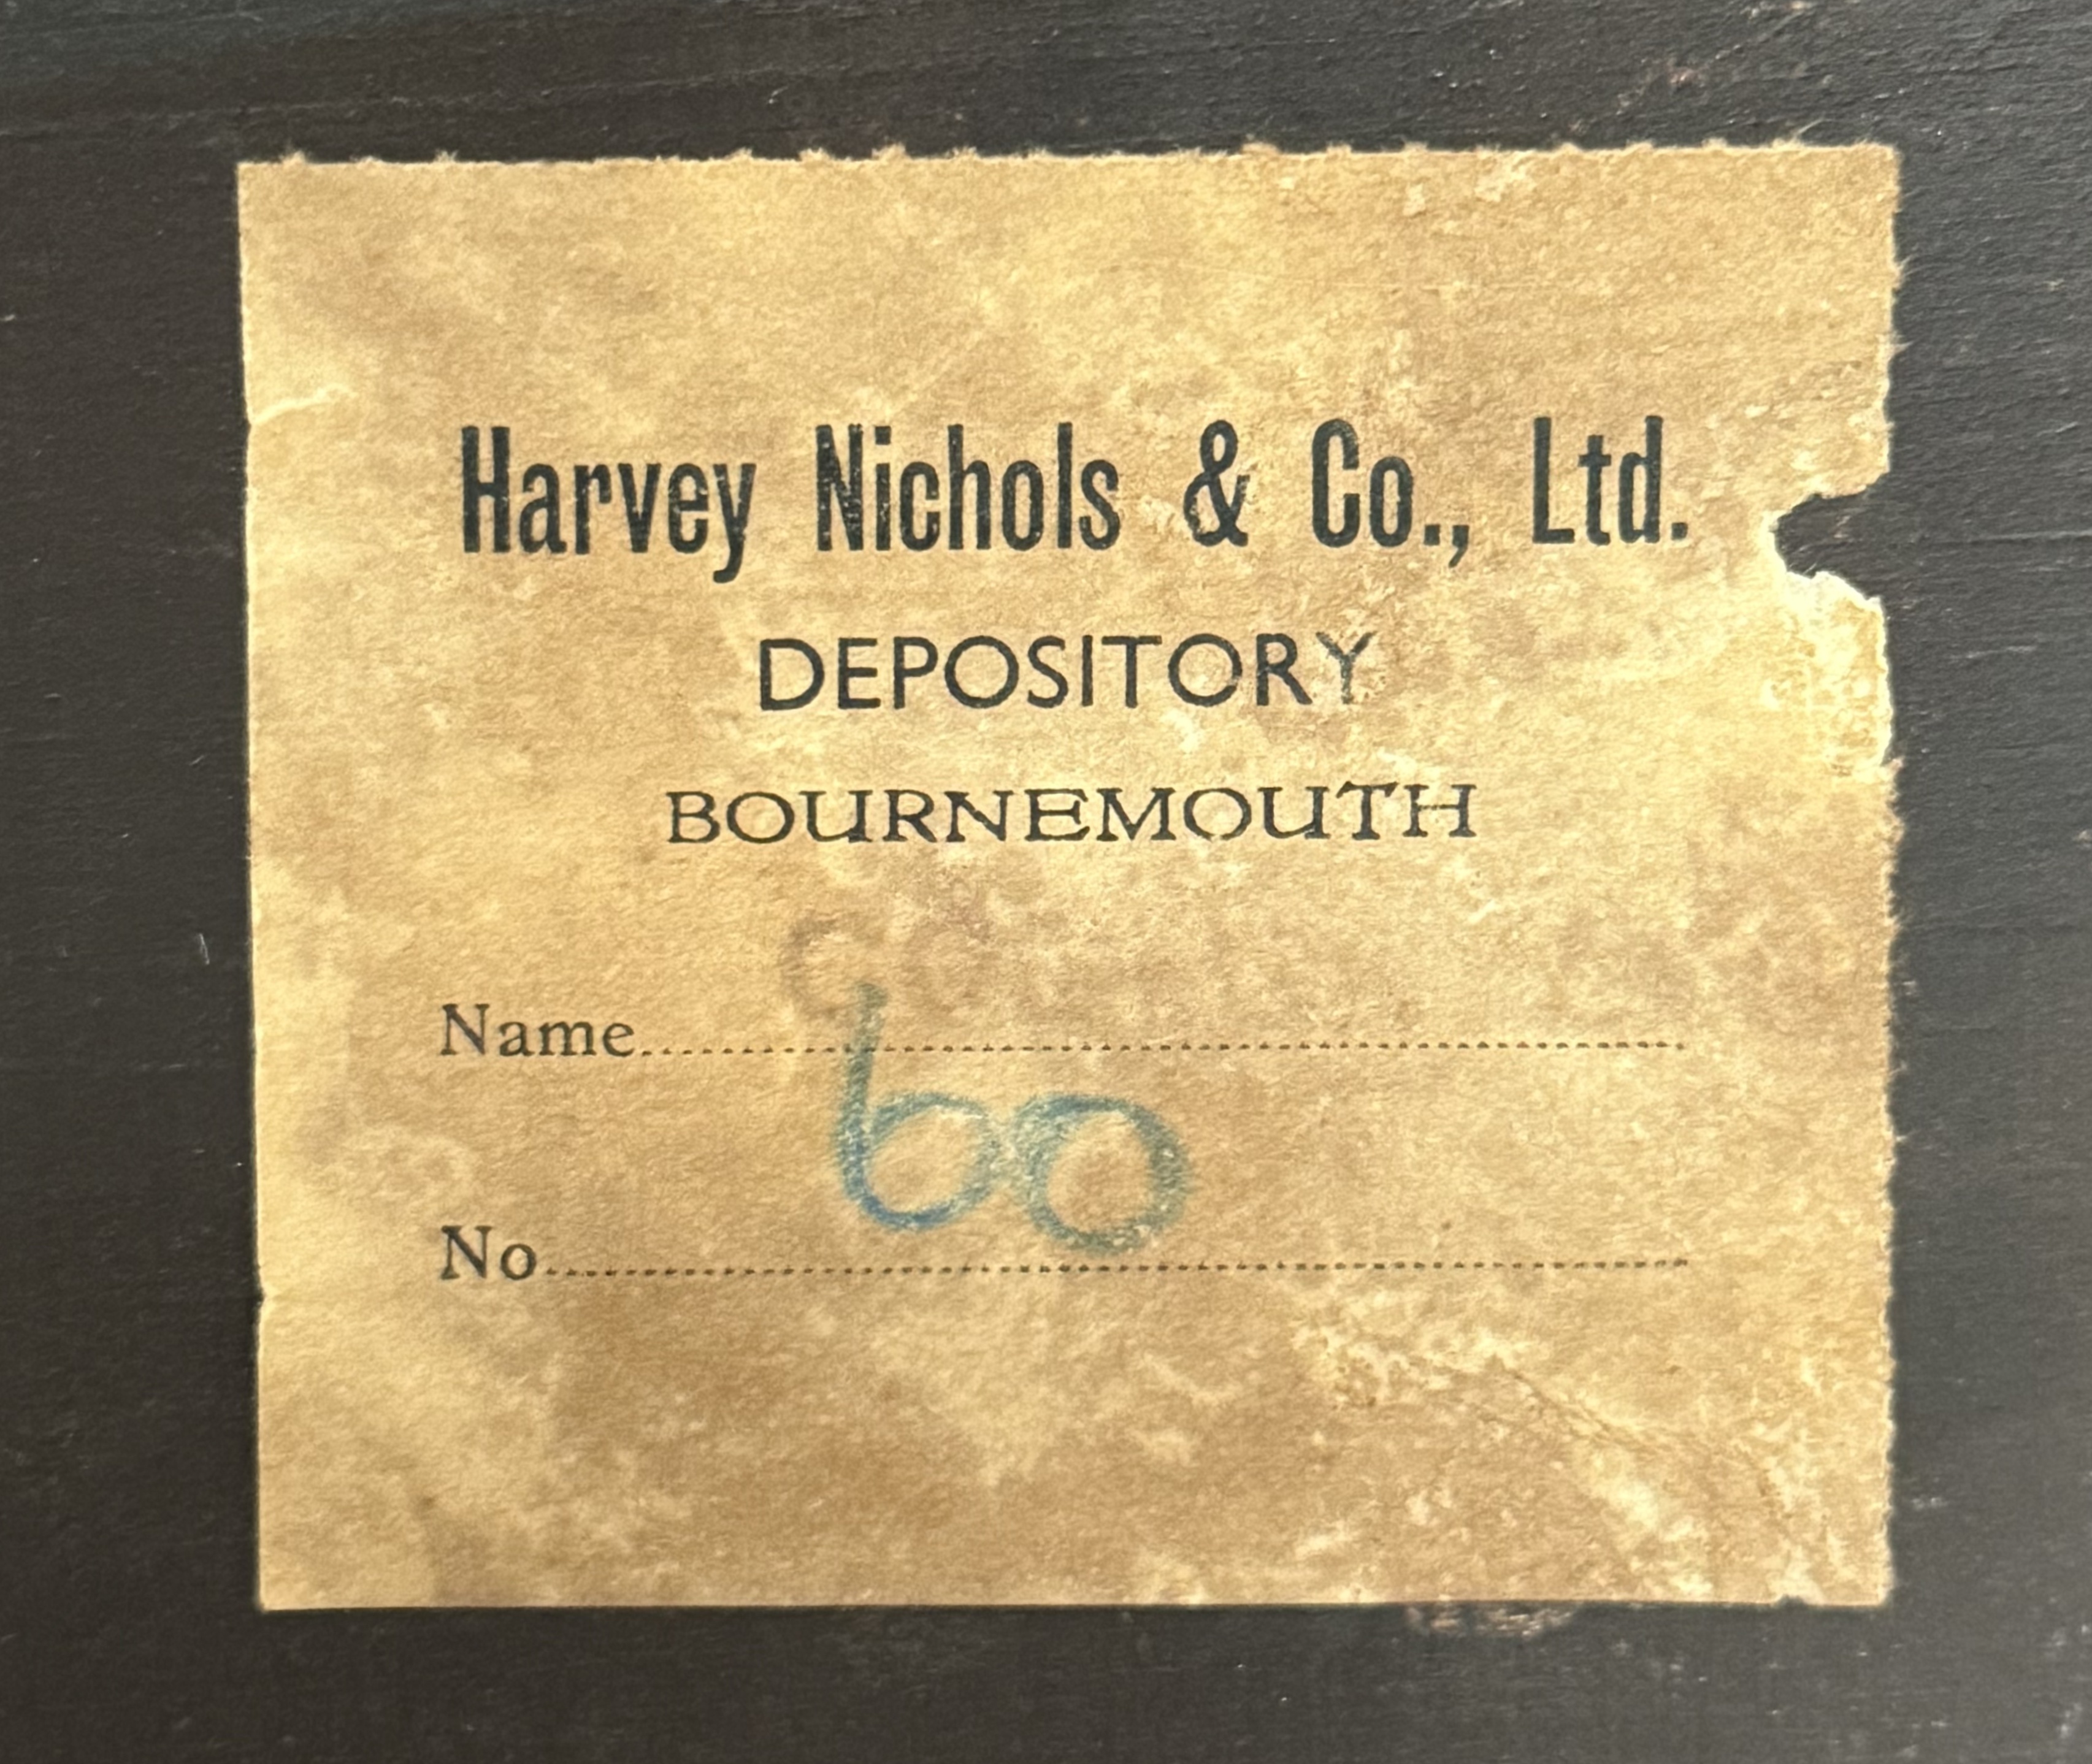 Harvey Nichols & Co., Ltd.
DEPOSITORY
BOURNEMOUTH
Name....................
60
No....................